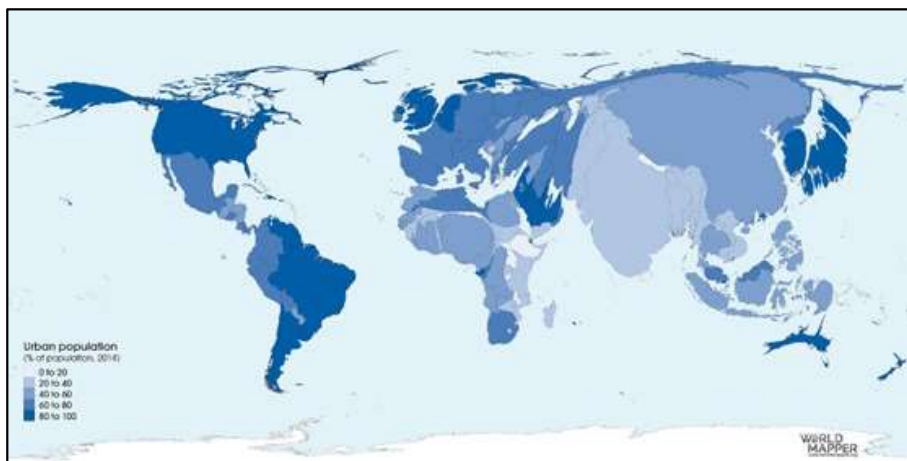 Urban population
(% of population, 2016)
0 to 20
20 to 40
40 to 60
60 to 80
80 to 100
WORLD
MAPPER